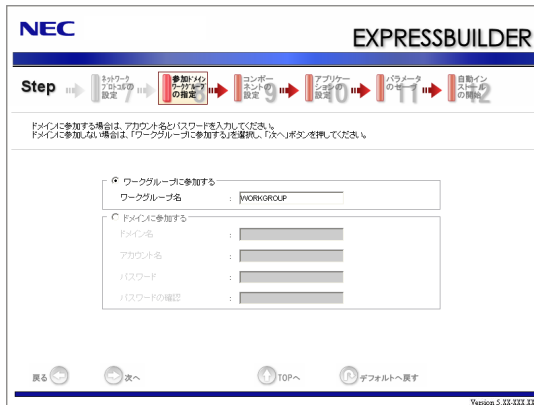 NEC
EXPRESSBUILDER
Step
ネットワーク
プロトコルの
設定 7
参加ドメイン
ワークグループ
の指定 8
コンポー
ネントの
設定 9
アプリケー
ションの
設定 10
パラメータ
のセーブ 11
自動イン
ストール
の開始 12
ドメインに参加する場合は、アカウント名とパスワードを入力してください。
ドメインに参加しない場合は、「ワークグループに参加する」を選択し、「次へ」ボタンを押してください。
ワークグループに参加する
ワークグループ名 : WORKGROUP
ドメインに参加する
ドメイン名 :
アカウント名 :
パスワード :
パスワードの確認 :
戻る
次へ
TOPへ
デフォルトへ戻す
Version 5.XX-XXX.XX